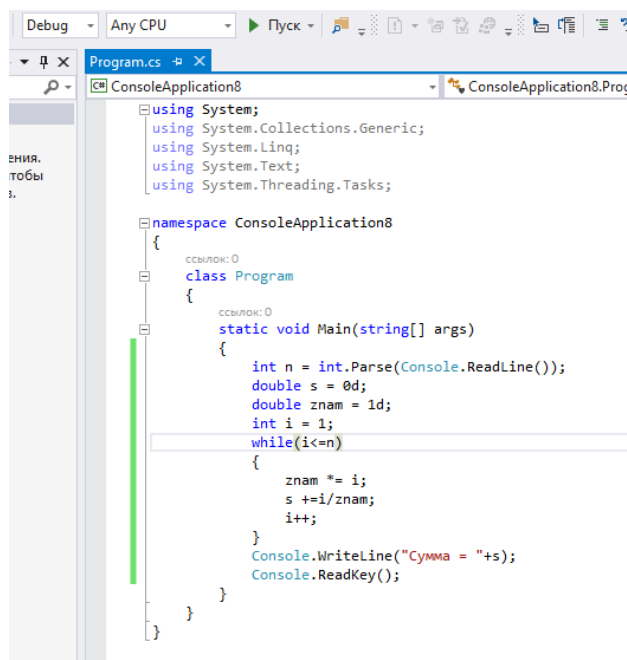 Debug Any CPU Пуск
Program.cs
ConsoleApplication8 ConsoleApplication8.Prog
ения.
тобы
в.
using System;
using System.Collections.Generic;
using System.Linq;
using System.Text;
using System.Threading.Tasks;
namespace ConsoleApplication8
{
ссылок: 0
class Program
{
ссылок: 0
static void Main(string[] args)
{
int n = int.Parse(Console.ReadLine());
double s = 0d;
double znam = 1d;
int i = 1;
while(i<=n)
{
znam *= i;
s +=i/znam;
i++;
}
Console.WriteLine("Сумма = "+s);
Console.ReadKey();
}
}
}